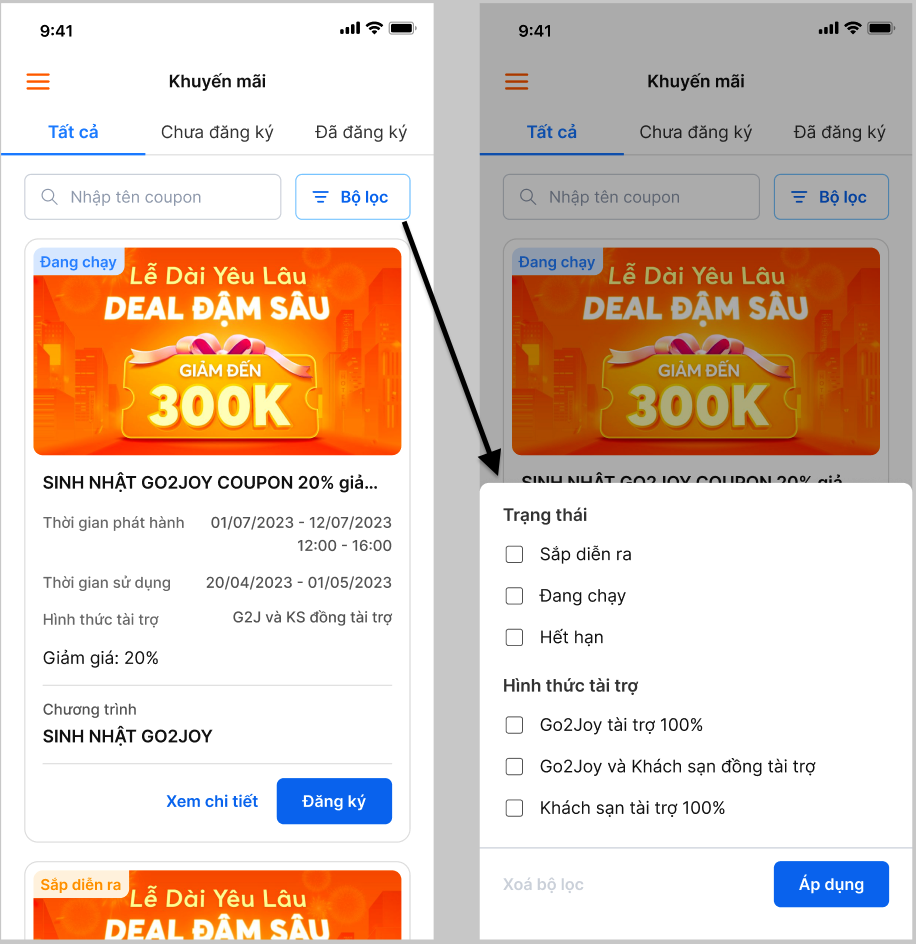 9:41
Khuyến mãi
Tất cả
Chưa đăng ký
Đã đăng ký
Nhập tên coupon
Bộ lọc
Đang chạy
Lễ Dài Yêu Lâu
DEAL ĐẬM SÂU
GIẢM ĐẾN
300K
SINH NHẬT GO2JOY COUPON 20% giả...
Thời gian phát hành 01/07/2023 - 12/07/2023
12:00 - 16:00
Thời gian sử dụng 20/04/2023 - 01/05/2023
Hình thức tài trợ G2J và KS đồng tài trợ
Giảm giá: 20%
Chương trình
SINH NHẬT GO2JOY
Xem chi tiết
Đăng ký
Sắp diễn ra
Lễ Dài Yêu Lâu
DEAL ĐẬM SÂU
9:41
Khuyến mãi
Tất cả
Chưa đăng ký
Đã đăng ký
Nhập tên coupon
Bộ lọc
Đang chạy
Lễ Dài Yêu Lâu
DEAL ĐẬM SÂU
GIẢM ĐẾN
300K
SINH NHẬT GO2JOY COUPON 20% giả...
Trạng thái
Sắp diễn ra
Đang chạy
Hết hạn
Hình thức tài trợ
Go2Joy tài trợ 100%
Go2Joy và Khách sạn đồng tài trợ
Khách sạn tài trợ 100%
Xoá bộ lọc
Áp dụng